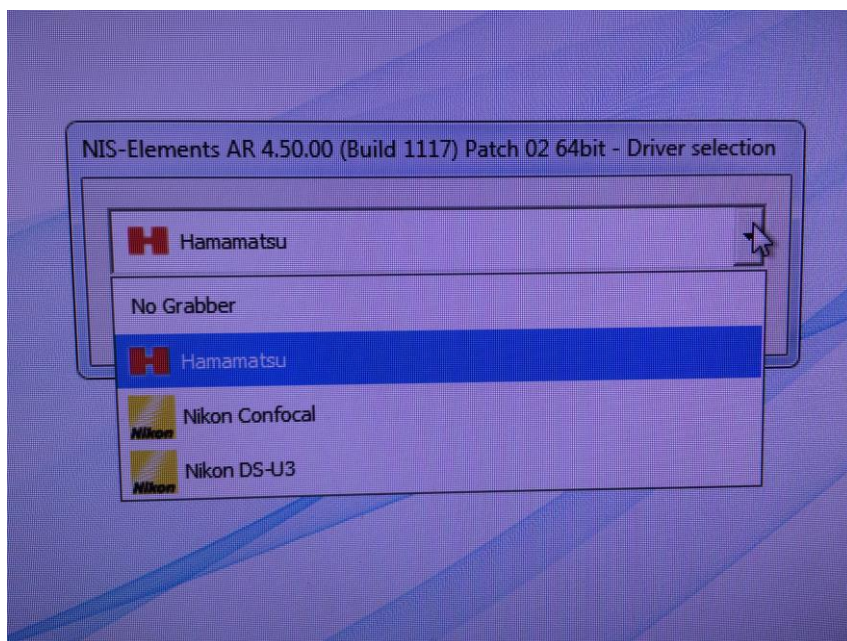 NIS-Elements AR 4.50.00 (Build 1117) Patch 02 64bit - Driver selection
Hamamatsu
No Grabber
Hamamatsu
Nikon Nikon Confocal
Nikon Nikon DS-U3